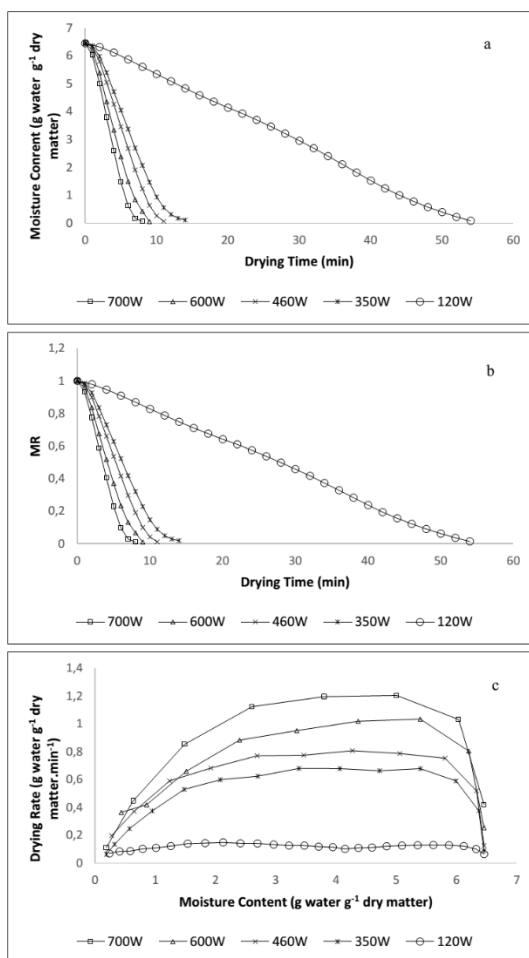 a
Moisture Conrent (g water g-1 dry
matter)
7
6
5
4
3
2
1
0
0 10 20 30 40 50 60
Drying Time (min)
700W 600W 460W 350W 120W
b
MR
1,2
1
0,8
0,6
0,4
0,2
0
0 10 20 30 40 50 60
Drying Time (min)
700W 600W 460W 350W 120W
c
Drying Rate (g water g-1 dry
matter.min-1)
1,4
1,2
1
0,8
0,6
0,4
0,2
0
0 1 2 3 4 5 6 7
Moisture Content (g water g-1 dry matter)
700W 600W 460W 350W 120W